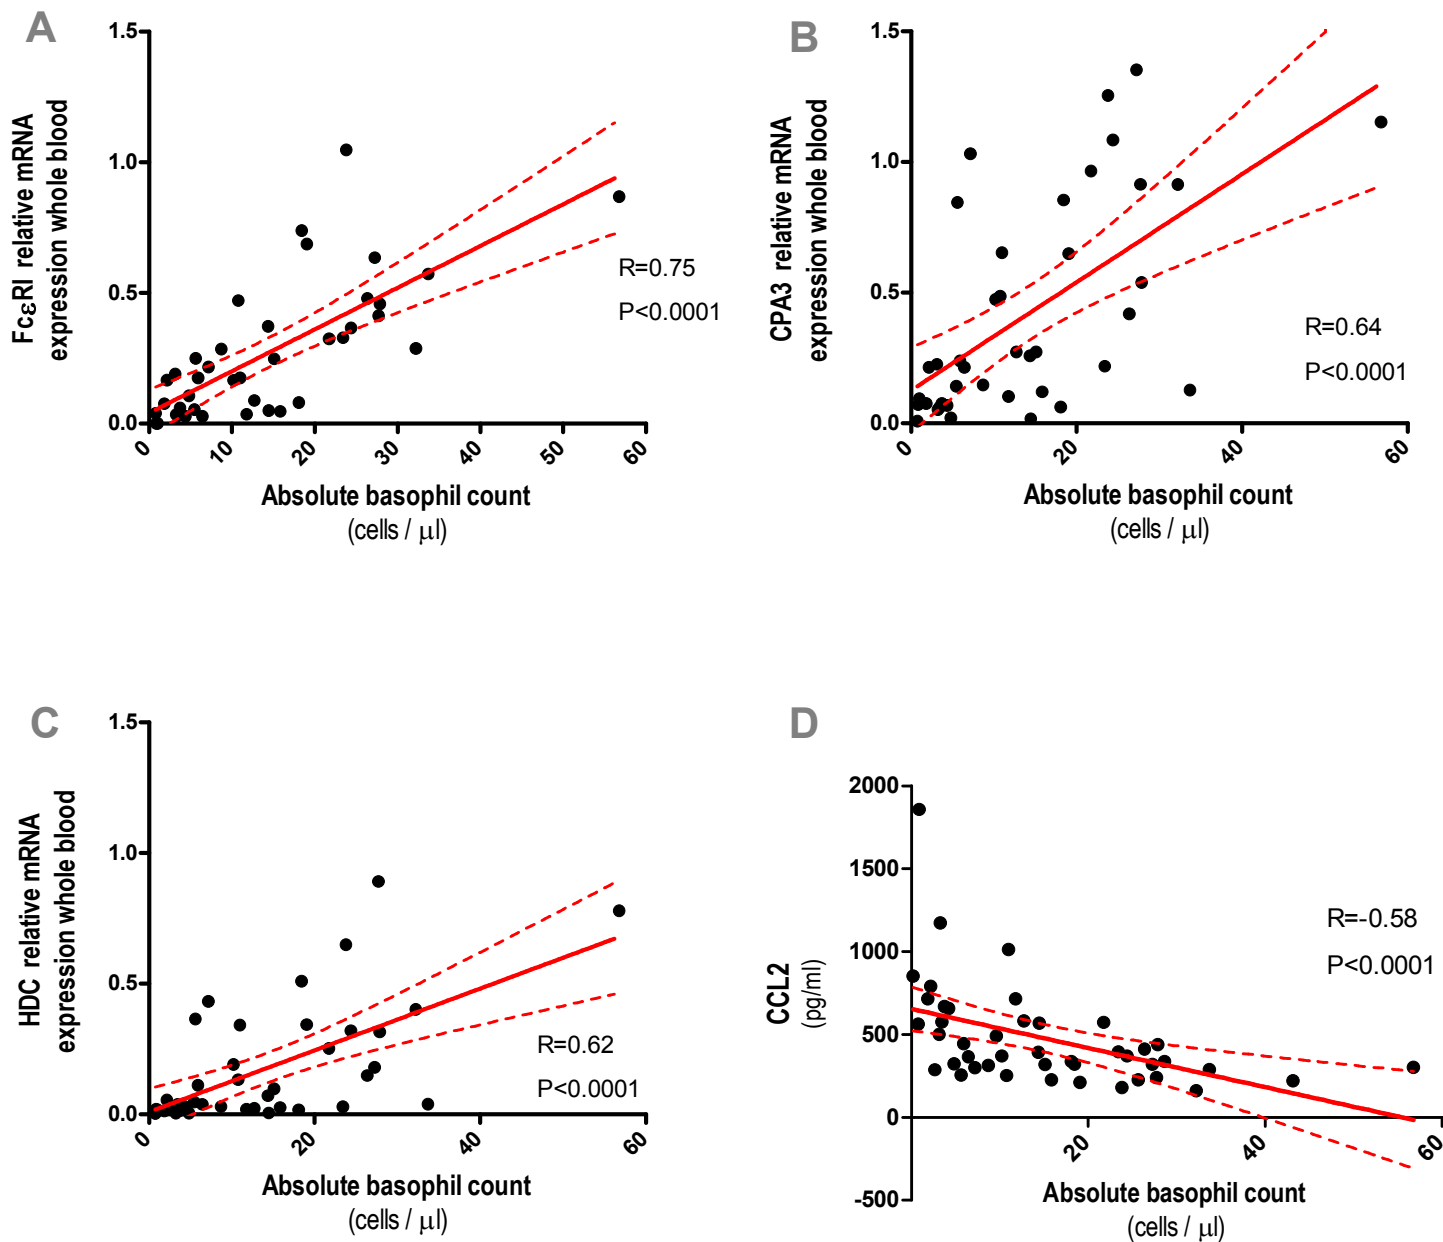 A
1.5
1.0
0.5
0.0
FcεRI relative mRNA
expression whole blood
R=0.75
P<0.0001
0 10 20 30 40 50 60
Absolute basophil count
(cells / μl)
B
1.5
1.0
0.5
0.0
CPA3 relative mRNA
expression whole blood
R=0.64
P<0.0001
0 20 40 60
Absolute basophil count
(cells / μl)
C
1.5
1.0
0.5
0.0
HDC relative mRNA
expression whole blood
R=0.62
P<0.0001
0 20 40 60
Absolute basophil count
(cells / μl)
D
2000
1500
1000
500
0
-500
CCL2
(pg/ml)
R=-0.58
P<0.0001
20 40 60
Absolute basophil count
(cells / μl)